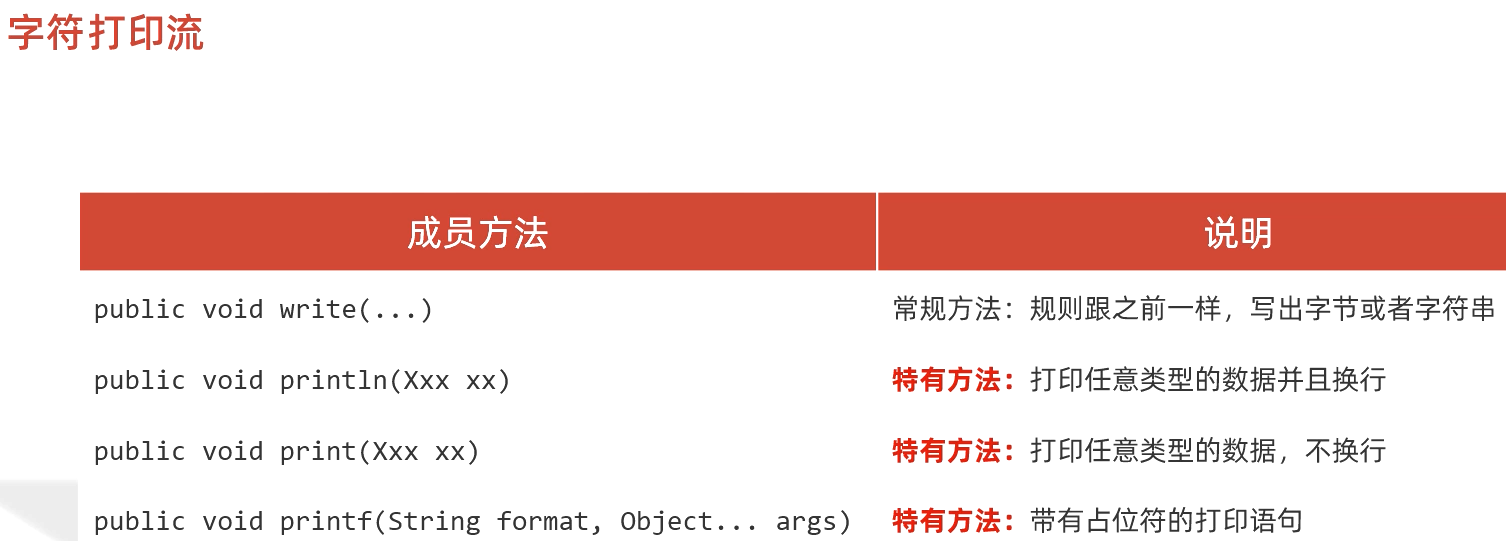 字符打印流
成员方法 说明
public void write(...) 常规方法：规则跟之前一样，写出字节或者字符串
public void println(Xxx xx) 特有方法：打印任意类型的数据并且换行
public void print(Xxx xx) 特有方法：打印任意类型的数据，不换行
public void printf(String format, Object... args) 特有方法：带有占位符的打印语句